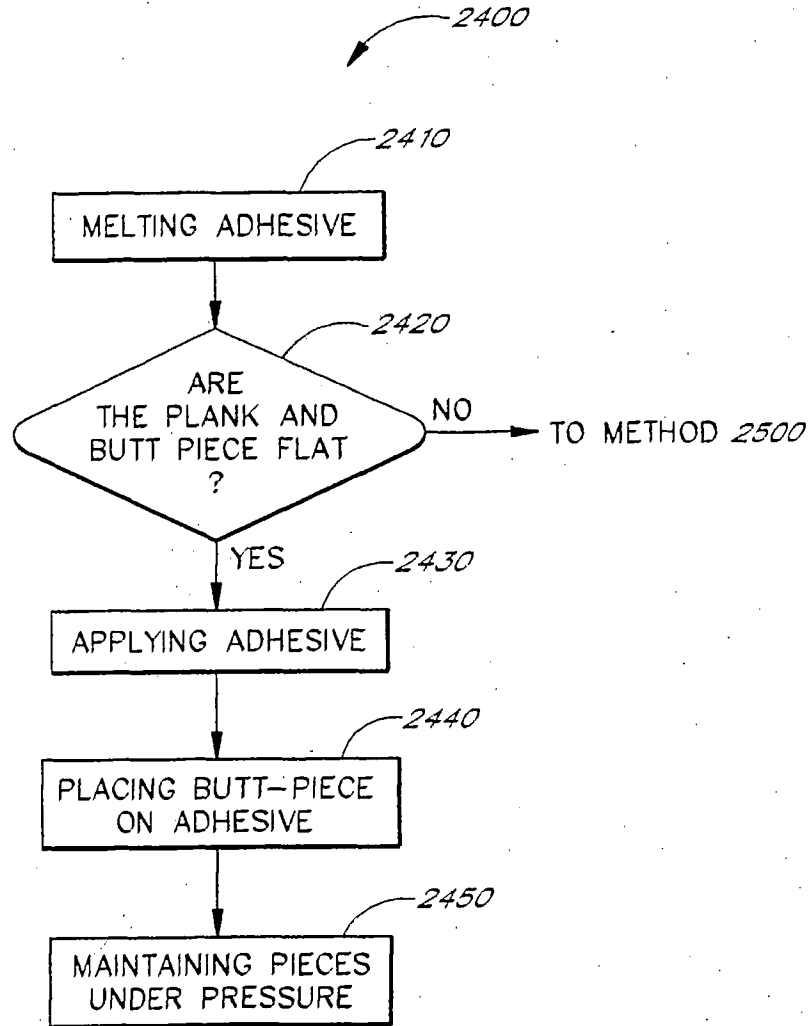 2400
2410
MELTING ADHESIVE
2420
ARE
THE PLANK AND
BUTT PIECE FLAT
?
NO
TO METHOD 2500
YES
2430
APPLYING ADHESIVE
2440
PLACING BUTT-PIECE
ON ADHESIVE
2450
MAINTAINING PIECES
UNDER PRESSURE